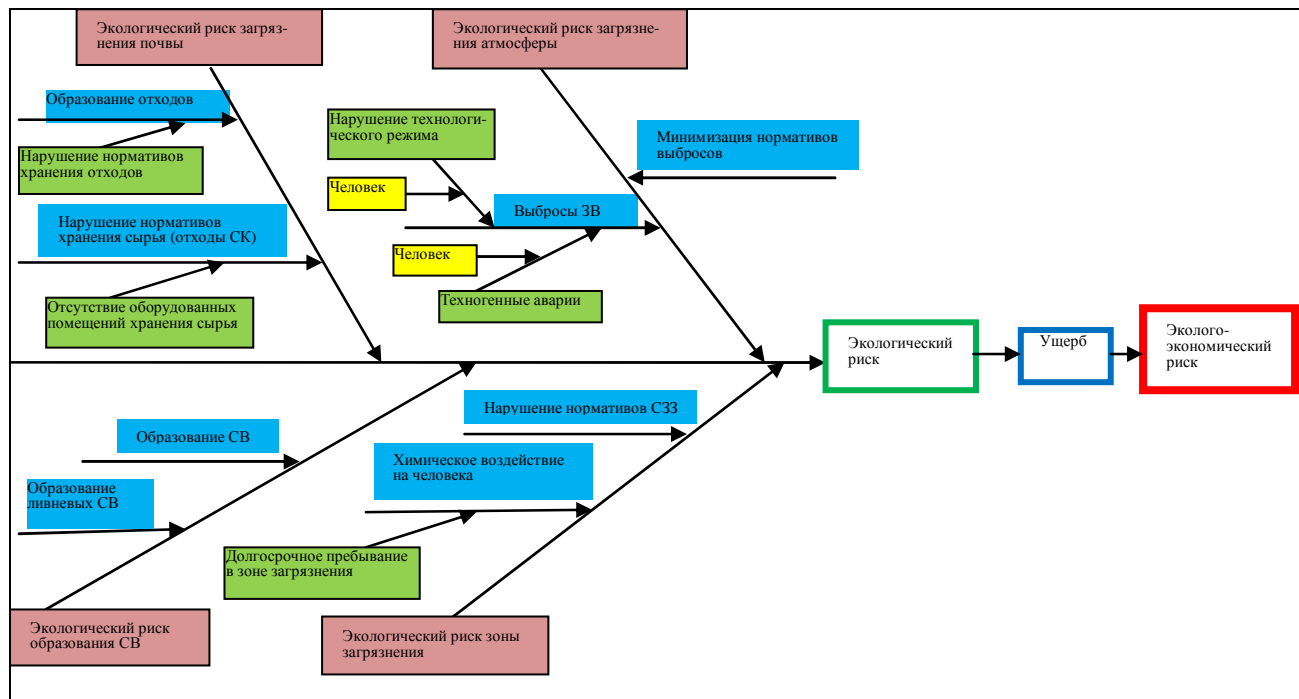 Экологический риск загряз-
нения почвы
Экологический риск загрязне-
ния атмосферы
Образование отходов
Нарушение нормативов
хранения отходов
Нарушение технологи-
ческого режима
Минимизация нормативов
выбросов
Человек
Выбросы ЗВ
Нарушение нормативов
хранения сырья (отходы СК)
Человек
Техногенные аварии
Отсутствие оборудованных
помещений хранения сырья
Экологический
риск
Ущерб
Эколого-
экономический
риск
Нарушение нормативов СЗЗ
Образование СВ
Химическое воздействие
на человека
Образование
ливневых СВ
Долгосрочное пребывание
в зоне загрязнения
Экологический риск
образования СВ
Экологический риск зоны
загрязнения